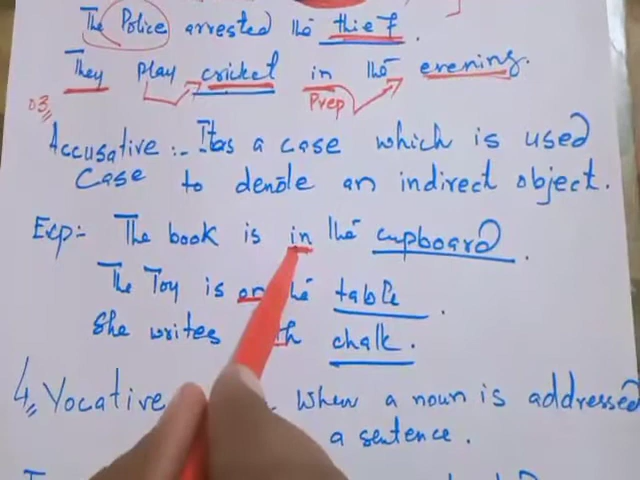 The Police arrested the thief.
They play cricket in the evening.
Prep
03
Accusative :- It is a case which is used
Case to denote an indirect object.
Exp:- The book is in the cupboard.
The Toy is on the table.
She writes chalk.
4, Vocative when a noun is addressed
a sentence.